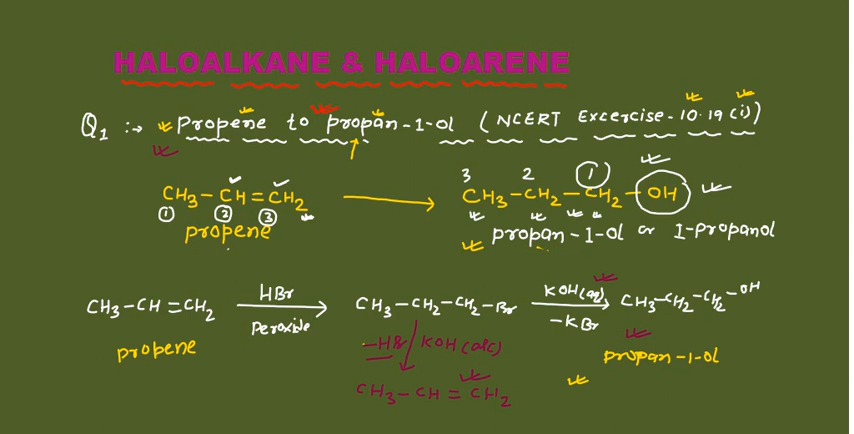 HALOALKANE & HALOARENE
Q1 :→ Propene to propan-1-ol (NCERT Excercise-10.19(i))
3 2 1
CH3-CH=CH2 → CH3-CH2-CH2-OH
1 2 3
propene propan-1-ol or 1-propanol
CH3-CH=CH2 HBr Peroxide CH3-CH2-CH2-Br KOH(aq) -KBr CH3-CH2-CH2-OH
propene -HBr KOH(alc) propan-1-ol
CH3-CH=CH2